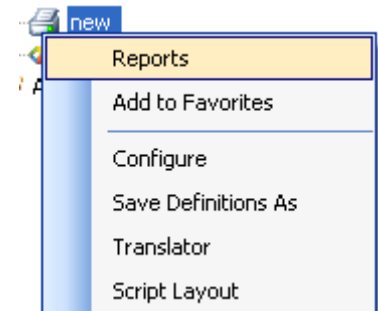 new
Reports
Add to Favorites
Configure
Save Definitions As
Translator
Script Layout